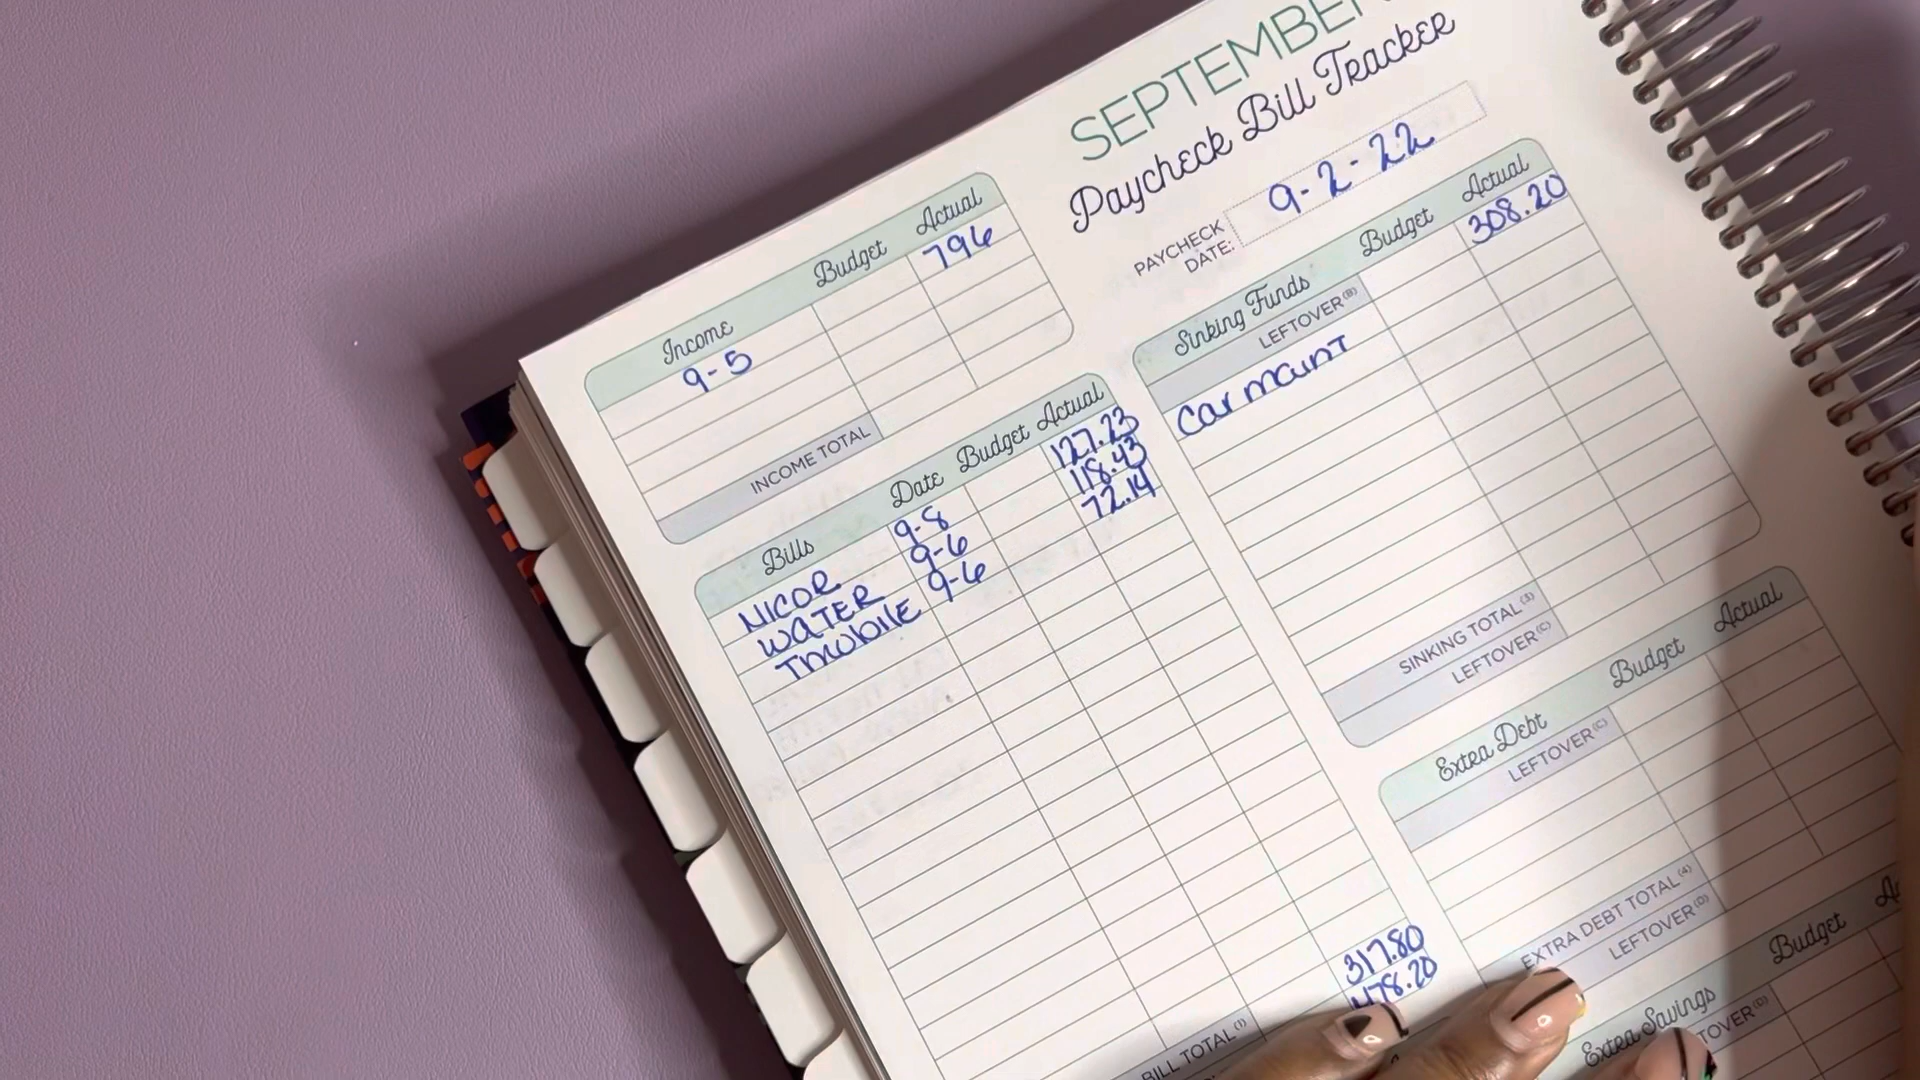 SEPTEMBER
Paycheck Bill Tracker
PAYCHECK DATE: 9-2-22
Income Budget Actual
9-5 796
INCOME TOTAL
Bills Date Budget Actual
NICOR 9-8 127.23
WATER 9-6 118.43
TMOBILE 9-6 72.14
317.80
478.20
BILL TOTAL (1)
Sinking Funds Budget Actual
LEFTOVER (B) 308.20
Car maint
SINKING TOTAL (3)
LEFTOVER (C)
Extra Debt Budget Actual
LEFTOVER (C)
EXTRA DEBT TOTAL (4)
LEFTOVER (D)
Extra Savings Budget